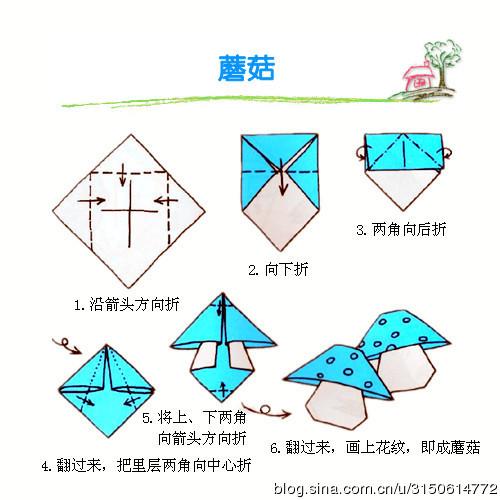 蘑菇
1.沿箭头方向折
2.向下折
3.两角向后折
4.翻过来，把里层两角向中心折
5.将上、下两角
向箭头方向折
6.翻过来，画上花纹，即成蘑菇
blog.sina.com.cn/u/3150614772